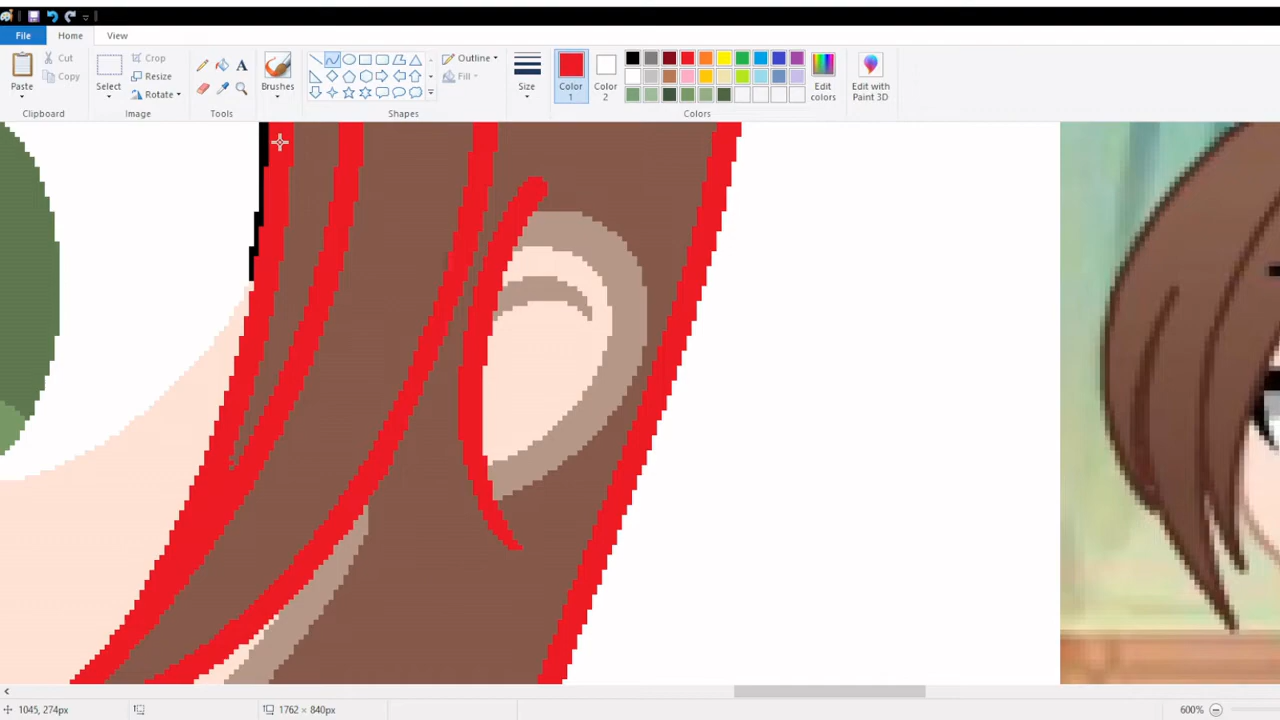 File Home View
Paste Cut Copy Clipboard
Select Crop Resize Rotate Image
Tools
Brushes
Outline Fill Shapes
Size
Color 1 Color 2 Edit colors Colors
Edit with Paint 3D
1045, 274px 1762 × 840px 600%